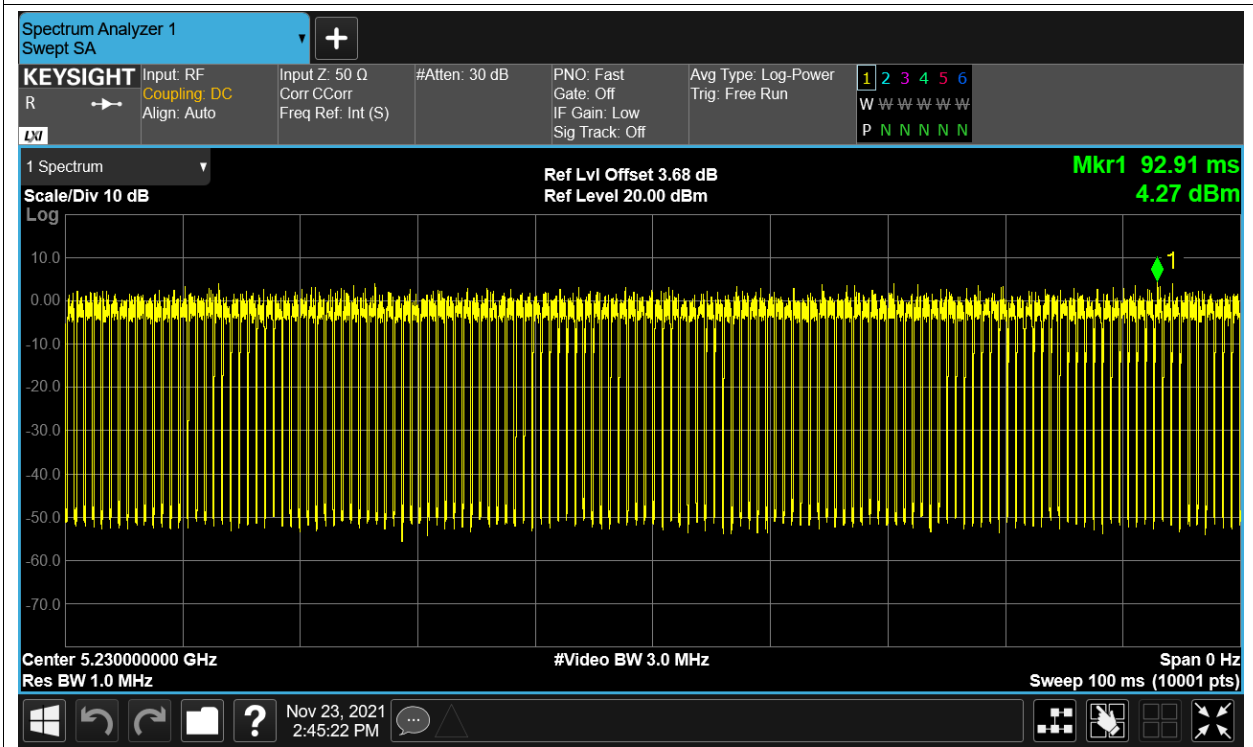 Spectrum Analyzer 1
Swept SA
KEYSIGHT
R
LXI
Input: RF
Coupling: DC
Align: Auto
Input Z: 50 Ω
Corr CCorr
Freq Ref: Int (S)
#Atten: 30 dB
PNO: Fast
Gate: Off
IF Gain: Low
Sig Track: Off
Avg Type: Log-Power
Trig: Free Run
1 2 3 4 5 6
W W W W W W
P N N N N N
1 Spectrum
Scale/Div 10 dB
Ref Lvl Offset 3.68 dB
Ref Level 20.00 dBm
Mkr1 92.91 ms
4.27 dBm
Log
10.0
1
0.00
-10.0
-20.0
-30.0
-40.0
-50.0
-60.0
-70.0
Center 5.230000000 GHz
Res BW 1.0 MHz
#Video BW 3.0 MHz
Span 0 Hz
Sweep 100 ms (10001 pts)
?
Nov 23, 2021
2:45:22 PM